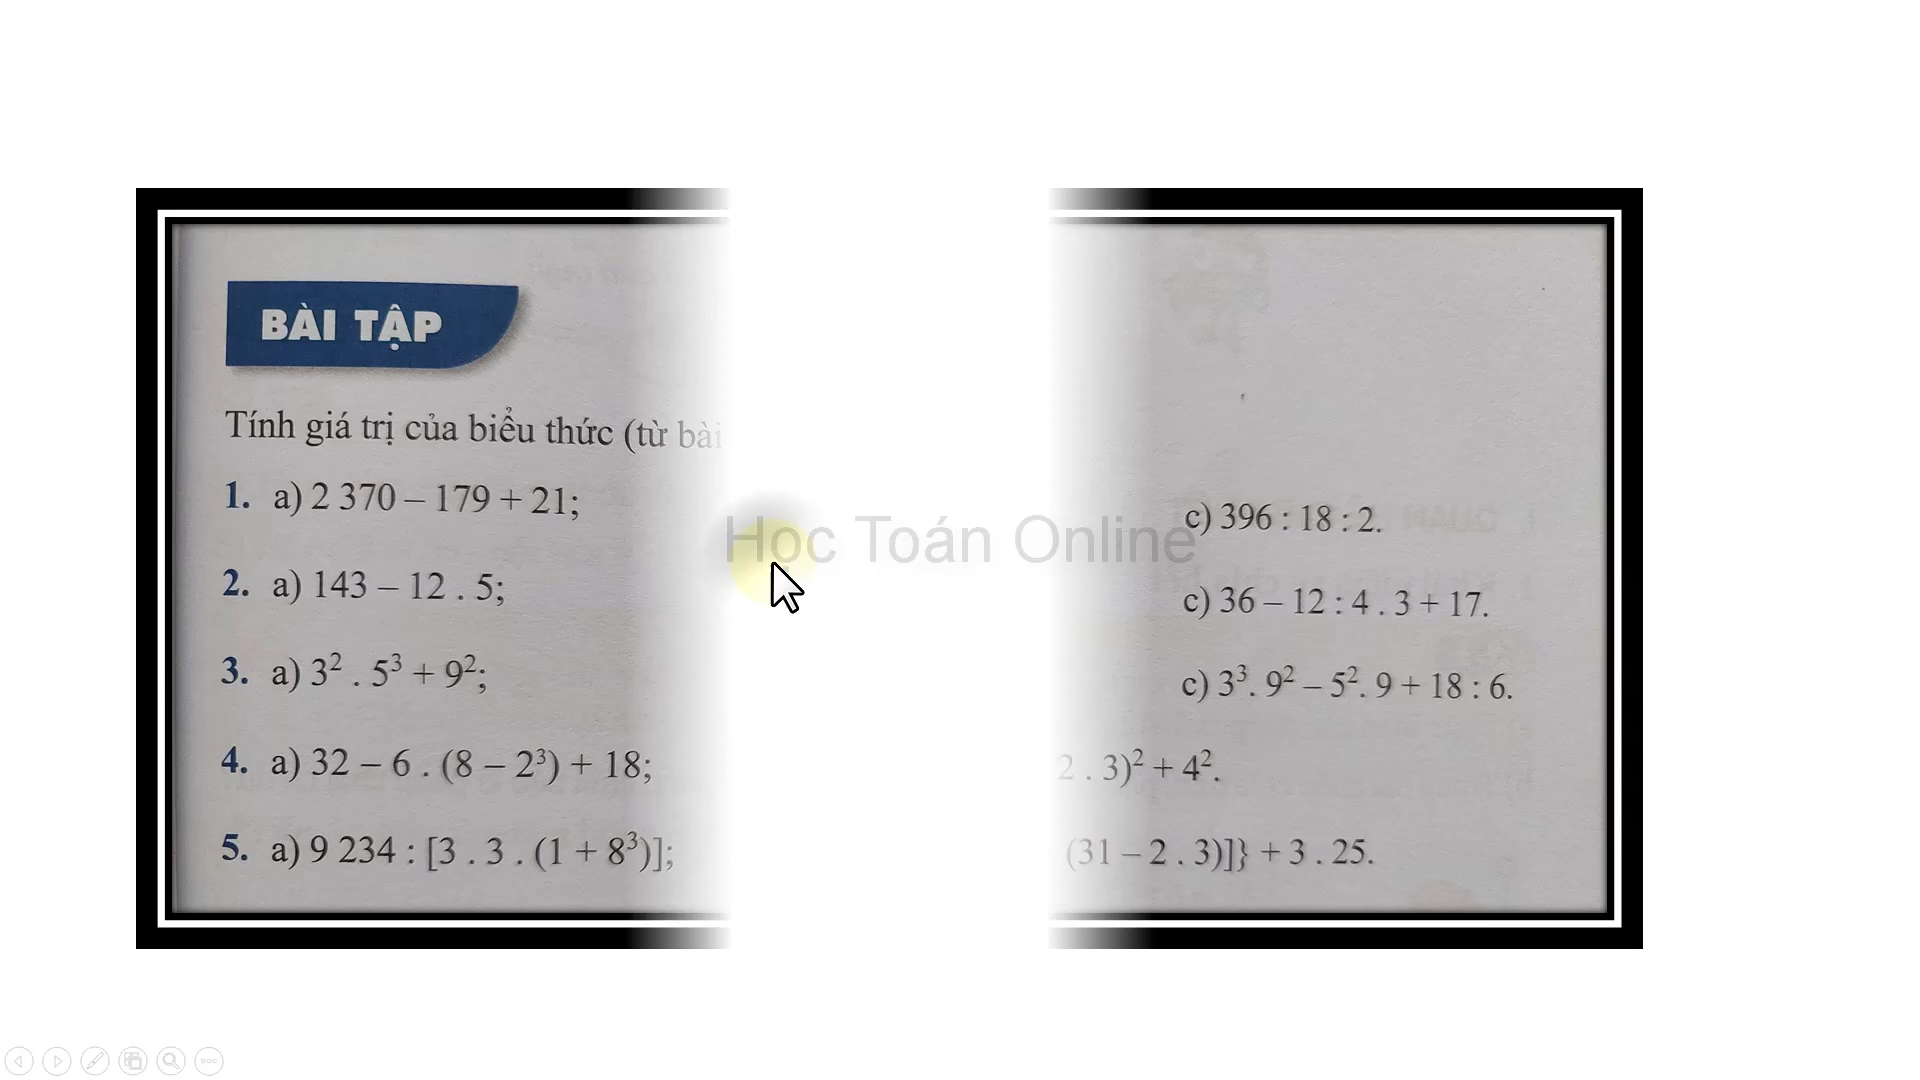 BÀI TẬP
Tính giá trị của biểu thức (từ bài
1. a) 2 370 – 179 + 21;
c) 396 : 18 : 2.
Học Toán Online
2. a) 143 – 12 . 5;
c) 36 – 12 : 4 . 3 + 17.
3. a) 3² . 5³ + 9²;
c) 3³. 9² – 5². 9 + 18 : 6.
4. a) 32 – 6 . (8 – 2³) + 18;
2 . 3)² + 4².
5. a) 9 234 : [3 . 3 . (1 + 8³)];
(31 – 2 . 3)]} + 3 . 25.